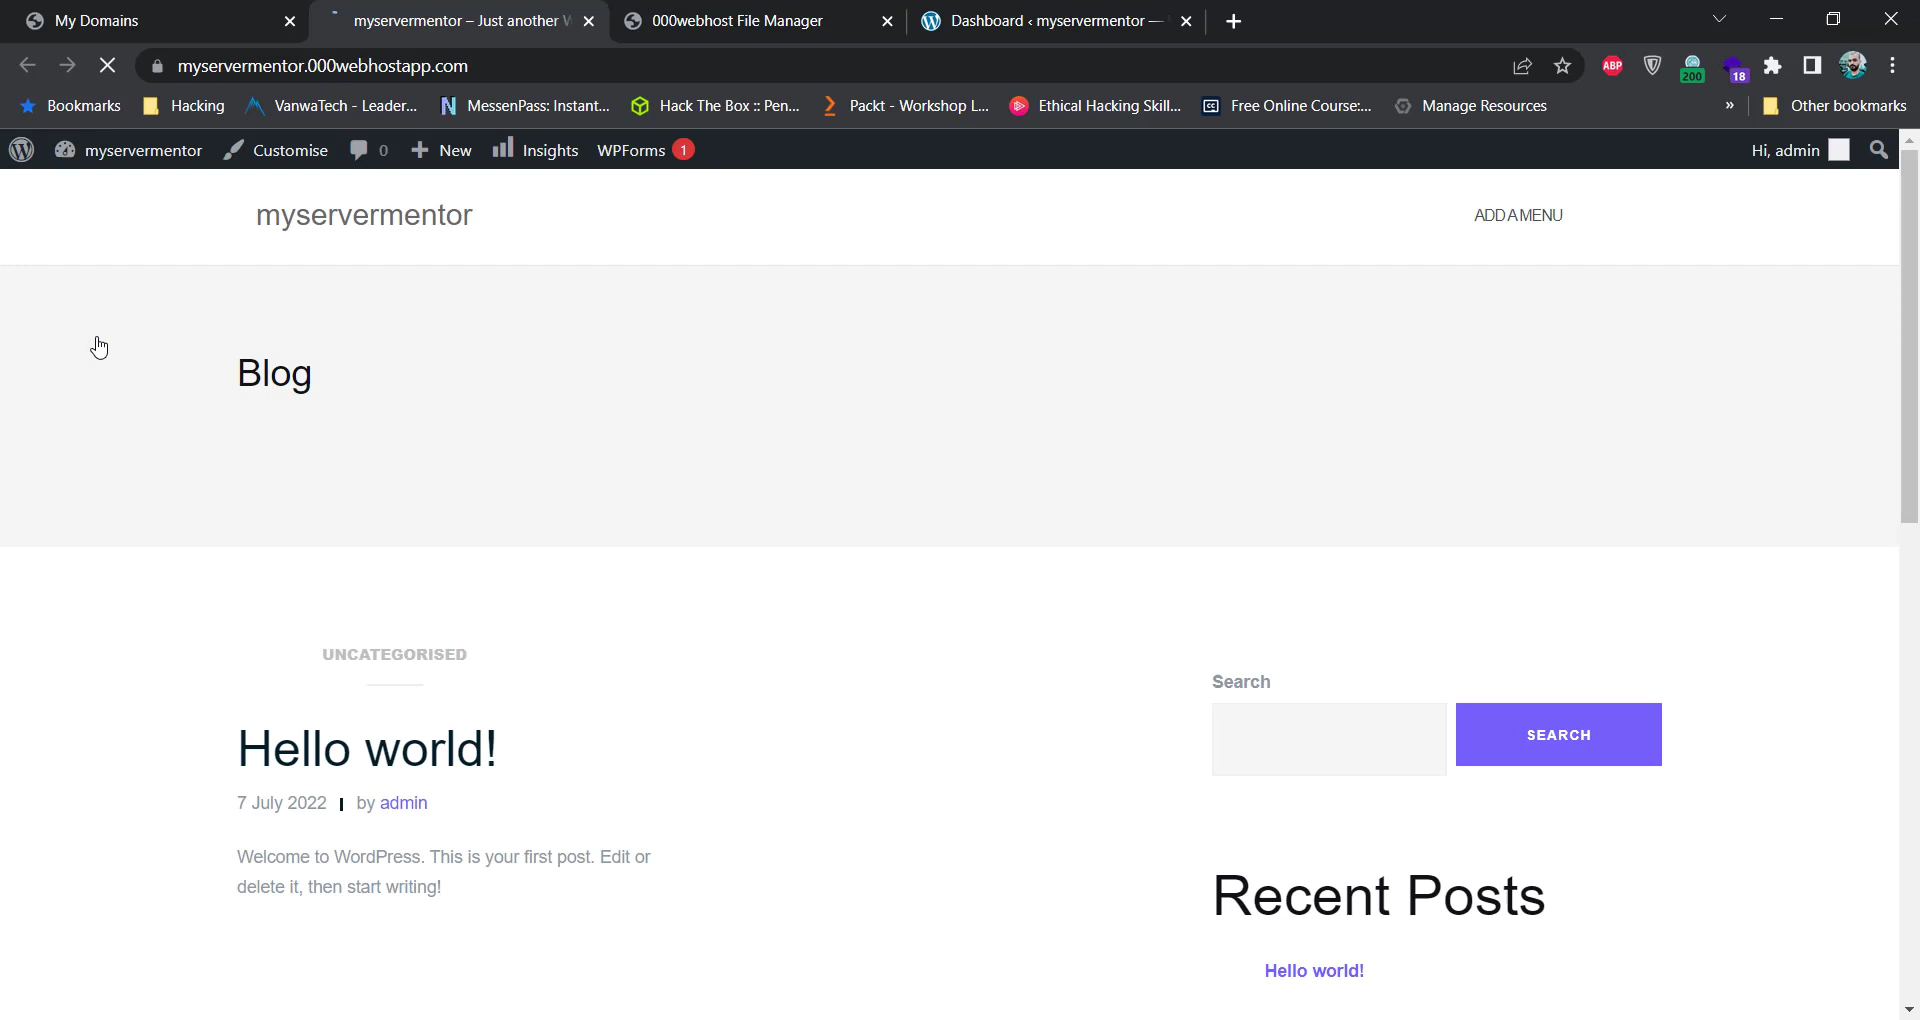 My Domains
myservermentor – Just another W
000webhost File Manager
Dashboard ‹ myservermentor —
myservermentor.000webhostapp.com
ABP
200
18
Bookmarks
Hacking
VanwaTech - Leader...
MessenPass: Instant...
Hack The Box :: Pen...
Packt - Workshop L...
Ethical Hacking Skill...
Free Online Course:...
Manage Resources
»
Other bookmarks
myservermentor
Customise
0
New
Insights
WPForms 1
Hi, admin
myservermentor
ADD A MENU
Blog
UNCATEGORISED
Hello world!
7 July 2022 by admin
Welcome to WordPress. This is your first post. Edit or
delete it, then start writing!
Search
SEARCH
Recent Posts
Hello world!